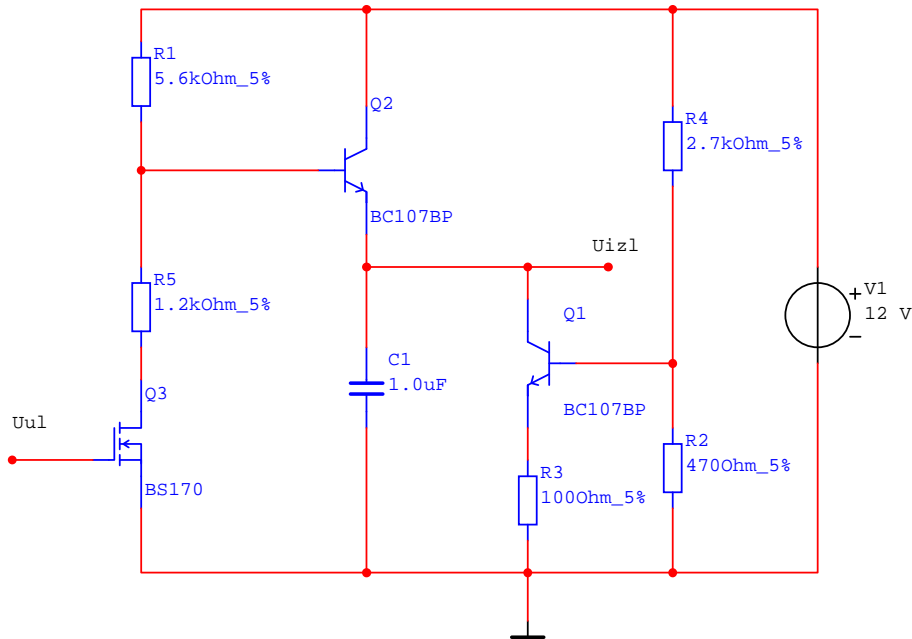 R1
5.6kOhm_5%
Q2
BC107BP
R4
2.7kOhm_5%
Uizl
R5
1.2kOhm_5%
V1
12 V
Q1
BC107BP
C1
1.0uF
Q3
BS170
Uul
R3
100Ohm_5%
R2
470Ohm_5%